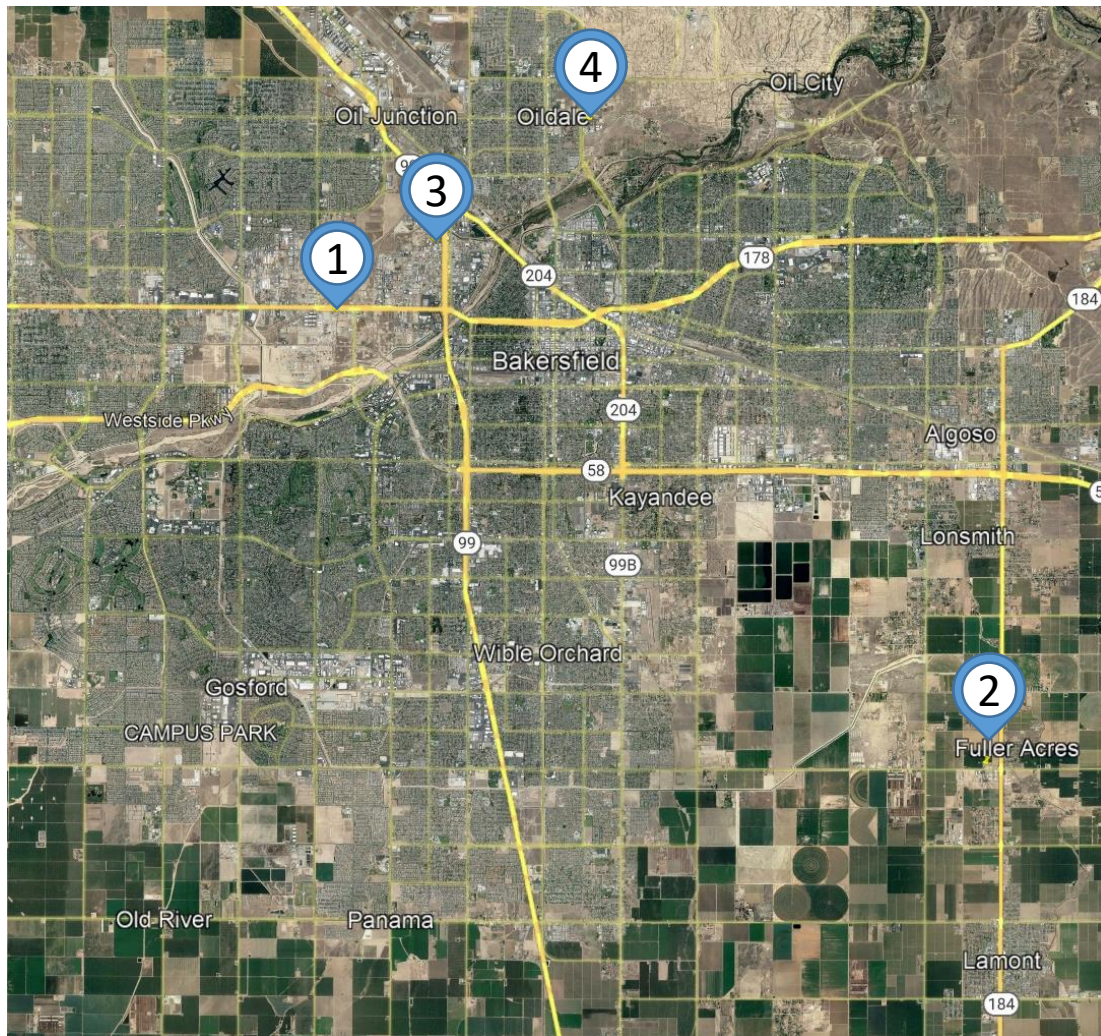 4
Oil City
Oil Junction
Oildale
3
1
204
178
184
Bakersfield
Westside Pkwy
204
Algoso
58
Kayandee
99
Lonsmith
99B
Wible Orchard
Gosford
2
CAMPUS PARK
Fuller Acres
Old River
Panama
Lamont
184